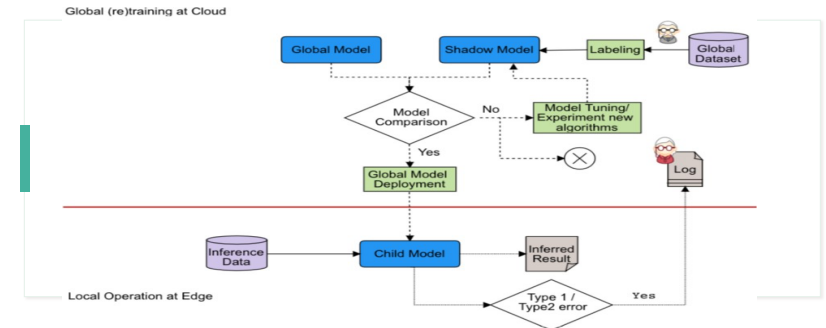 Global (re)training at Cloud
Global Model
Shadow Model
Labeling
Global
Dataset
Model
Comparison
No
Model Tuning/
Experiment new
algorithms
Yes
Log
Global Model
Deployment
Inference
Data
Child Model
Inferred
Result
Local Operation at Edge
Type 1 /
Type2 error
Yes